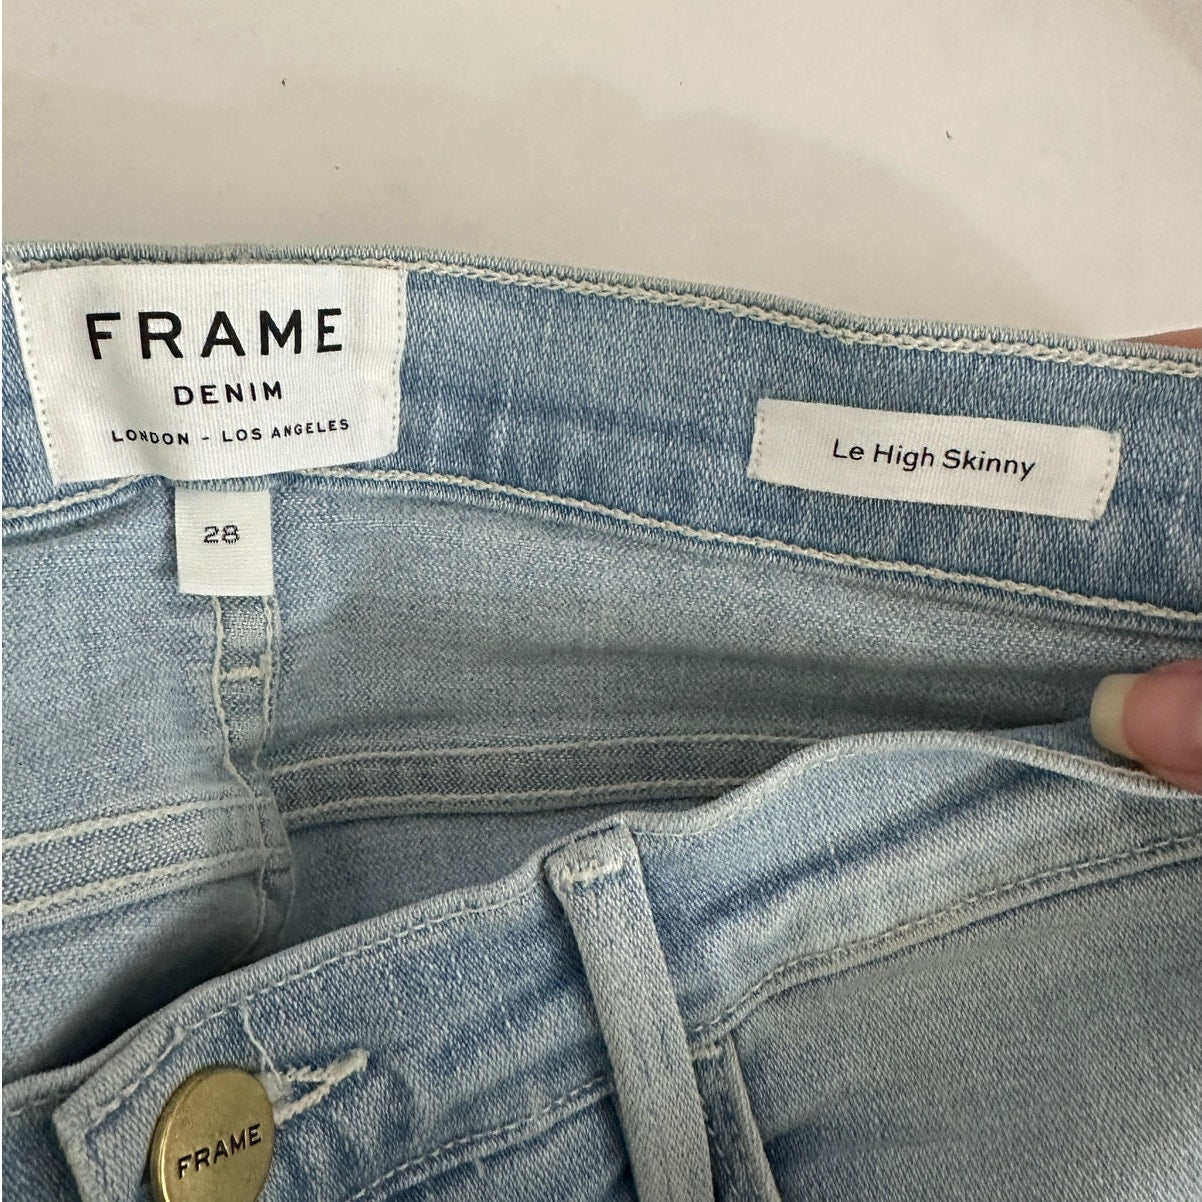 FRAME
DENIM
LONDON - LOS ANGELES
Le High Skinny
28
FRAME